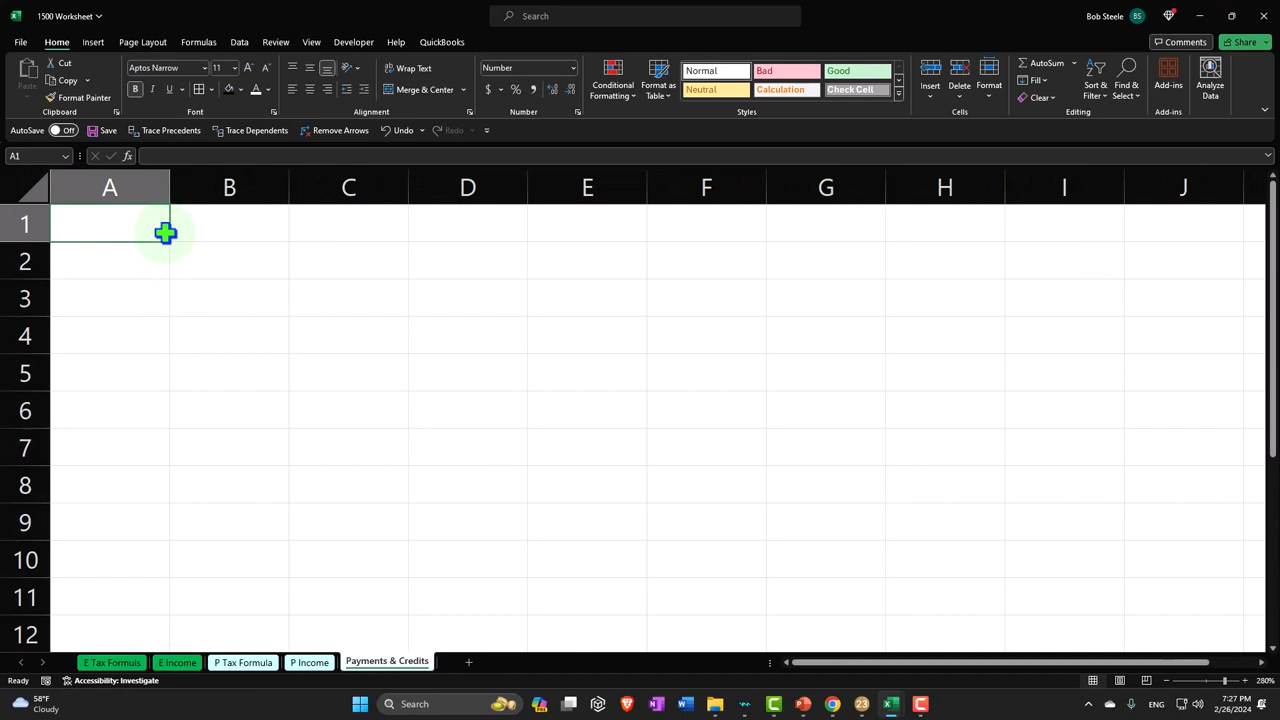 1500 Worksheet
Search
Bob Steele BS
File Home Insert Page Layout Formulas Data Review View Developer Help QuickBooks
Comments Share
Paste Cut Copy Format Painter
Aptos Narrow 11
Wrap Text
Merge & Center
Number
Conditional Formatting Format as Table
Normal Bad Good
Neutral Calculation Check Cell
Insert Delete Format
AutoSum
Fill
Clear
Sort & Filter Find & Select
Add-ins
Analyze Data
Clipboard Font Alignment Number Styles Cells Editing Add-ins
AutoSave Off Save Trace Precedents Trace Dependents Remove Arrows Undo Redo
A1 fx
A B C D E F G H I J
1
2
3
4
5
6
7
8
9
10
11
12
E Tax Formuls E Income P Tax Formula P Income Payments & Credits
Ready Accessibility: Investigate 280%
58°F
Cloudy
Search
ENG
7:27 PM
2/26/2024